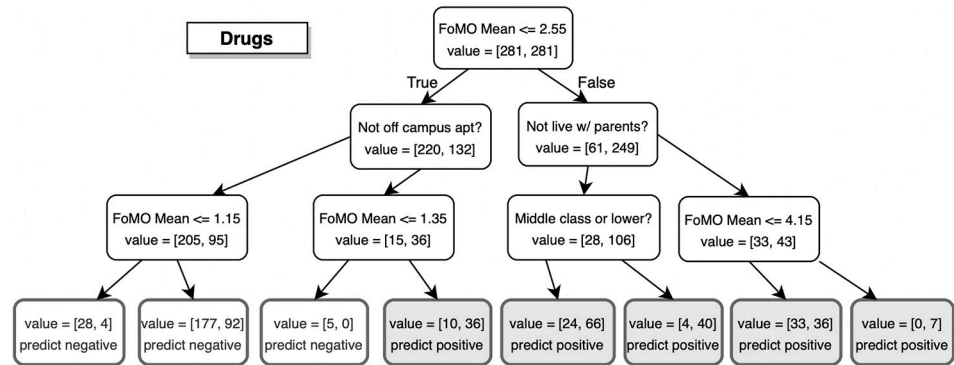 Drugs
FoMO Mean <= 2.55
value = [281, 281]
True
False
Not off campus apt?
value = [220, 132]
Not live w/ parents?
value = [61, 249]
FoMO Mean <= 1.15
value = [205, 95]
FoMO Mean <= 1.35
value = [15, 36]
Middle class or lower?
value = [28, 106]
FoMO Mean <= 4.15
value = [33, 43]
value = [28, 4]
predict negative
value = [177, 92]
predict negative
value = [5, 0]
predict negative
value = [10, 36]
predict positive
value = [24, 66]
predict positive
value = [4, 40]
predict positive
value = [33, 36]
predict positive
value = [0, 7]
predict positive